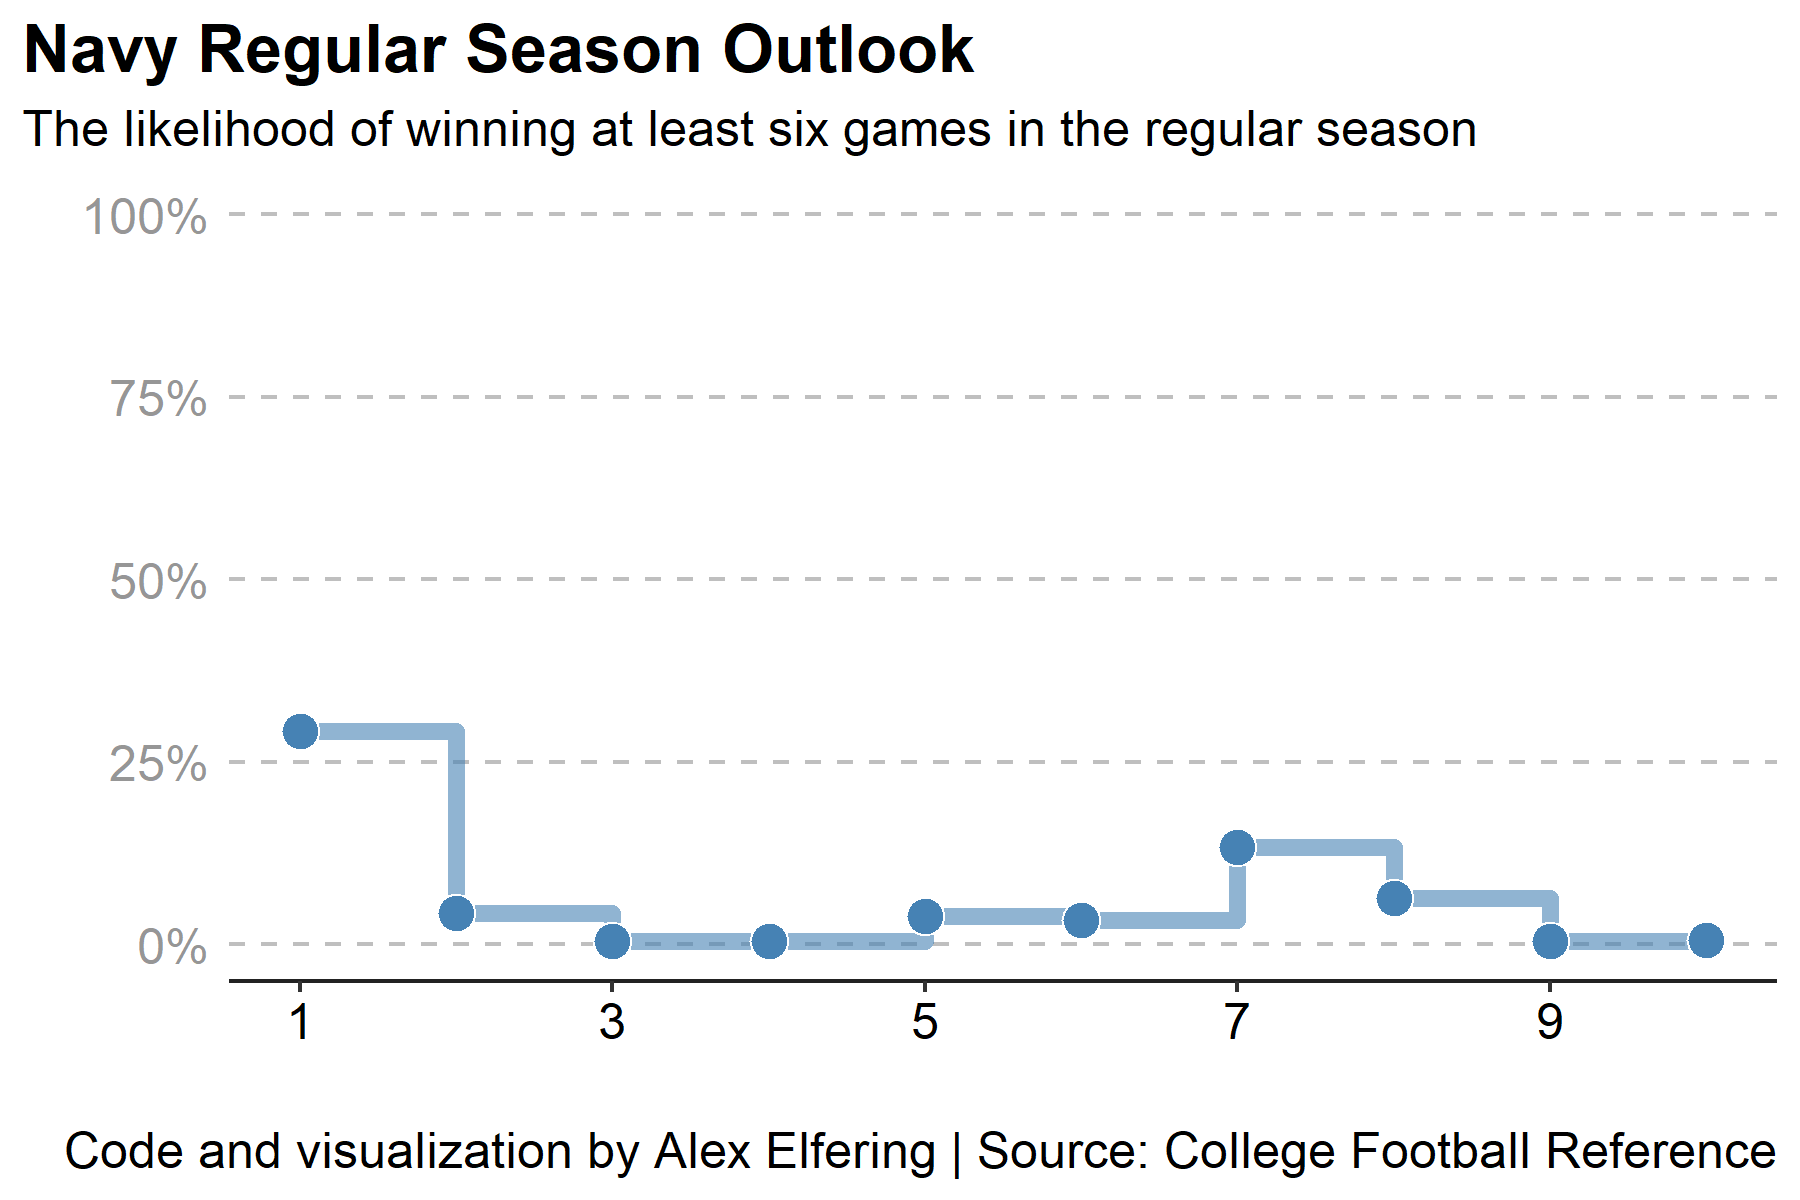 Navy Regular Season Outlook
The likelihood of winning at least six games in the regular season
100%
75%
50%
25%
0%
1 3 5 7 9
Code and visualization by Alex Elfering | Source: College Football Reference